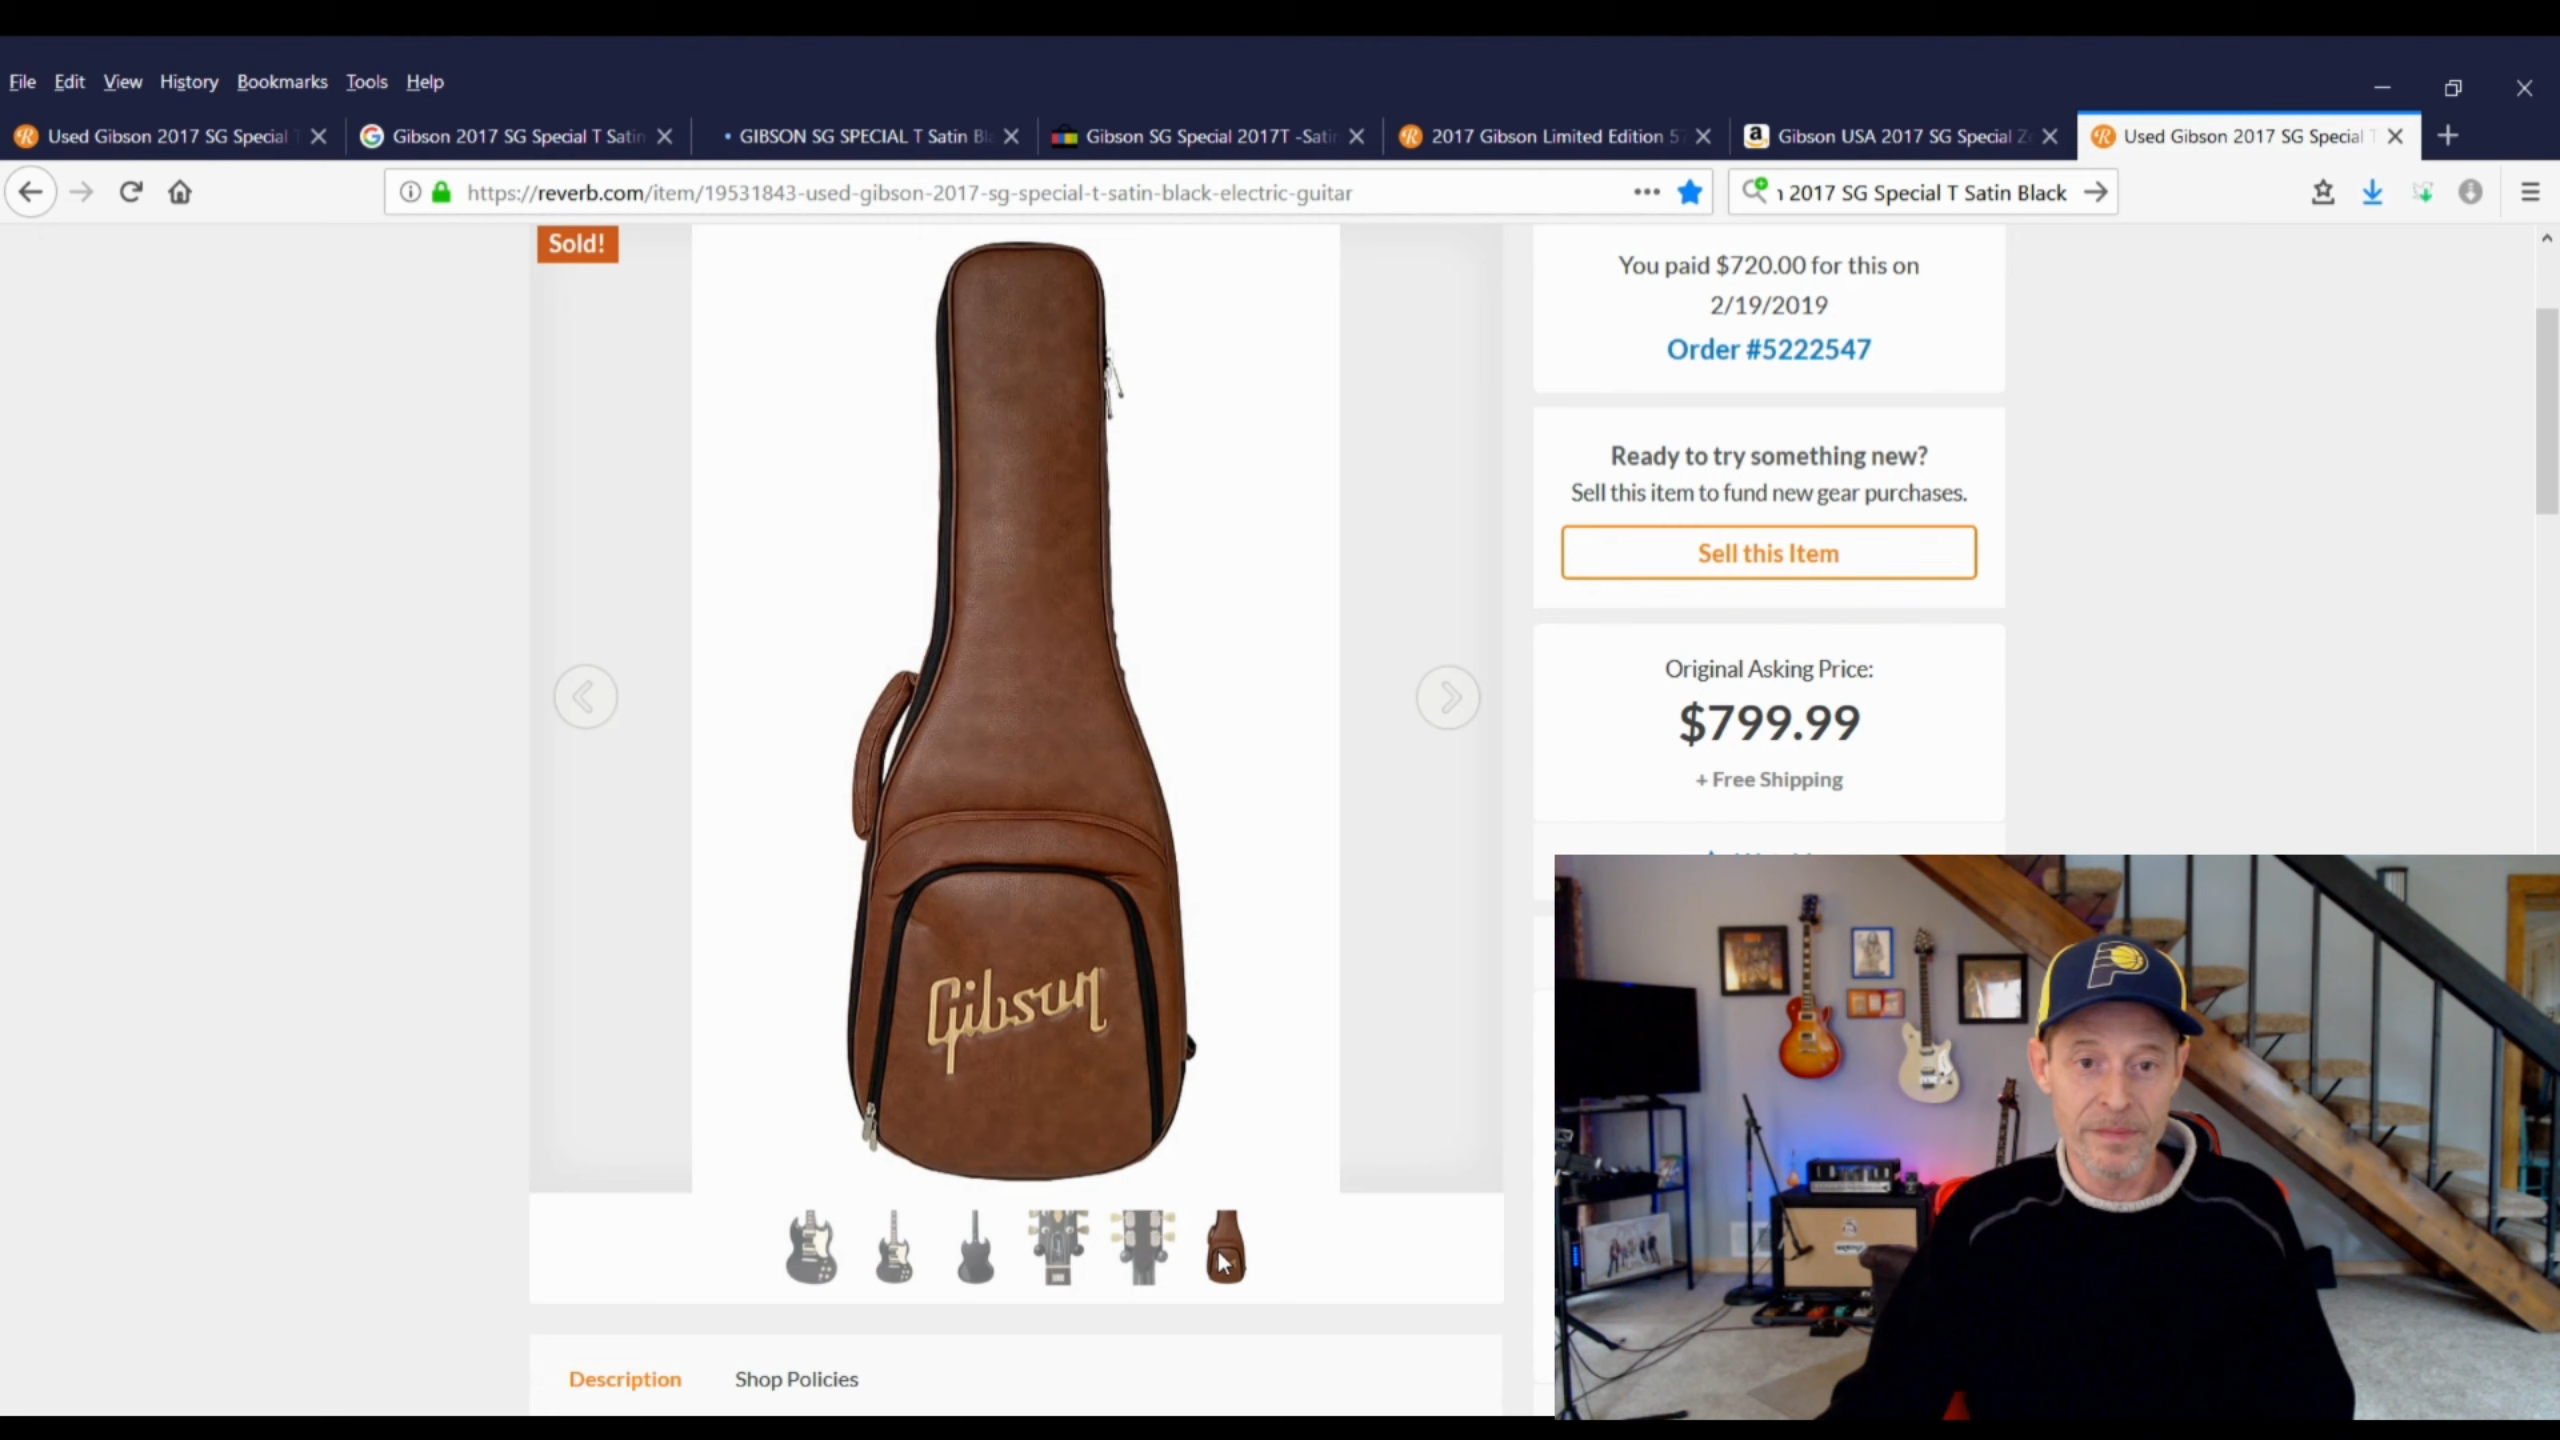 File Edit View History Bookmarks Tools Help
Used Gibson 2017 SG Special T
Gibson 2017 SG Special T Satin
GIBSON SG SPECIAL T Satin Bl
Gibson SG Special 2017T -Satin
2017 Gibson Limited Edition 5
Gibson USA 2017 SG Special Z
Used Gibson 2017 SG Special T
https://reverb.com/item/19531843-used-gibson-2017-sg-special-t-satin-black-electric-guitar
2017 SG Special T Satin Black
Sold!
You paid $720.00 for this on
2/19/2019
Order #5222547
Ready to try something new?
Sell this item to fund new gear purchases.
Sell this Item
Original Asking Price:
$799.99
+ Free Shipping
Gibson
Description
Shop Policies